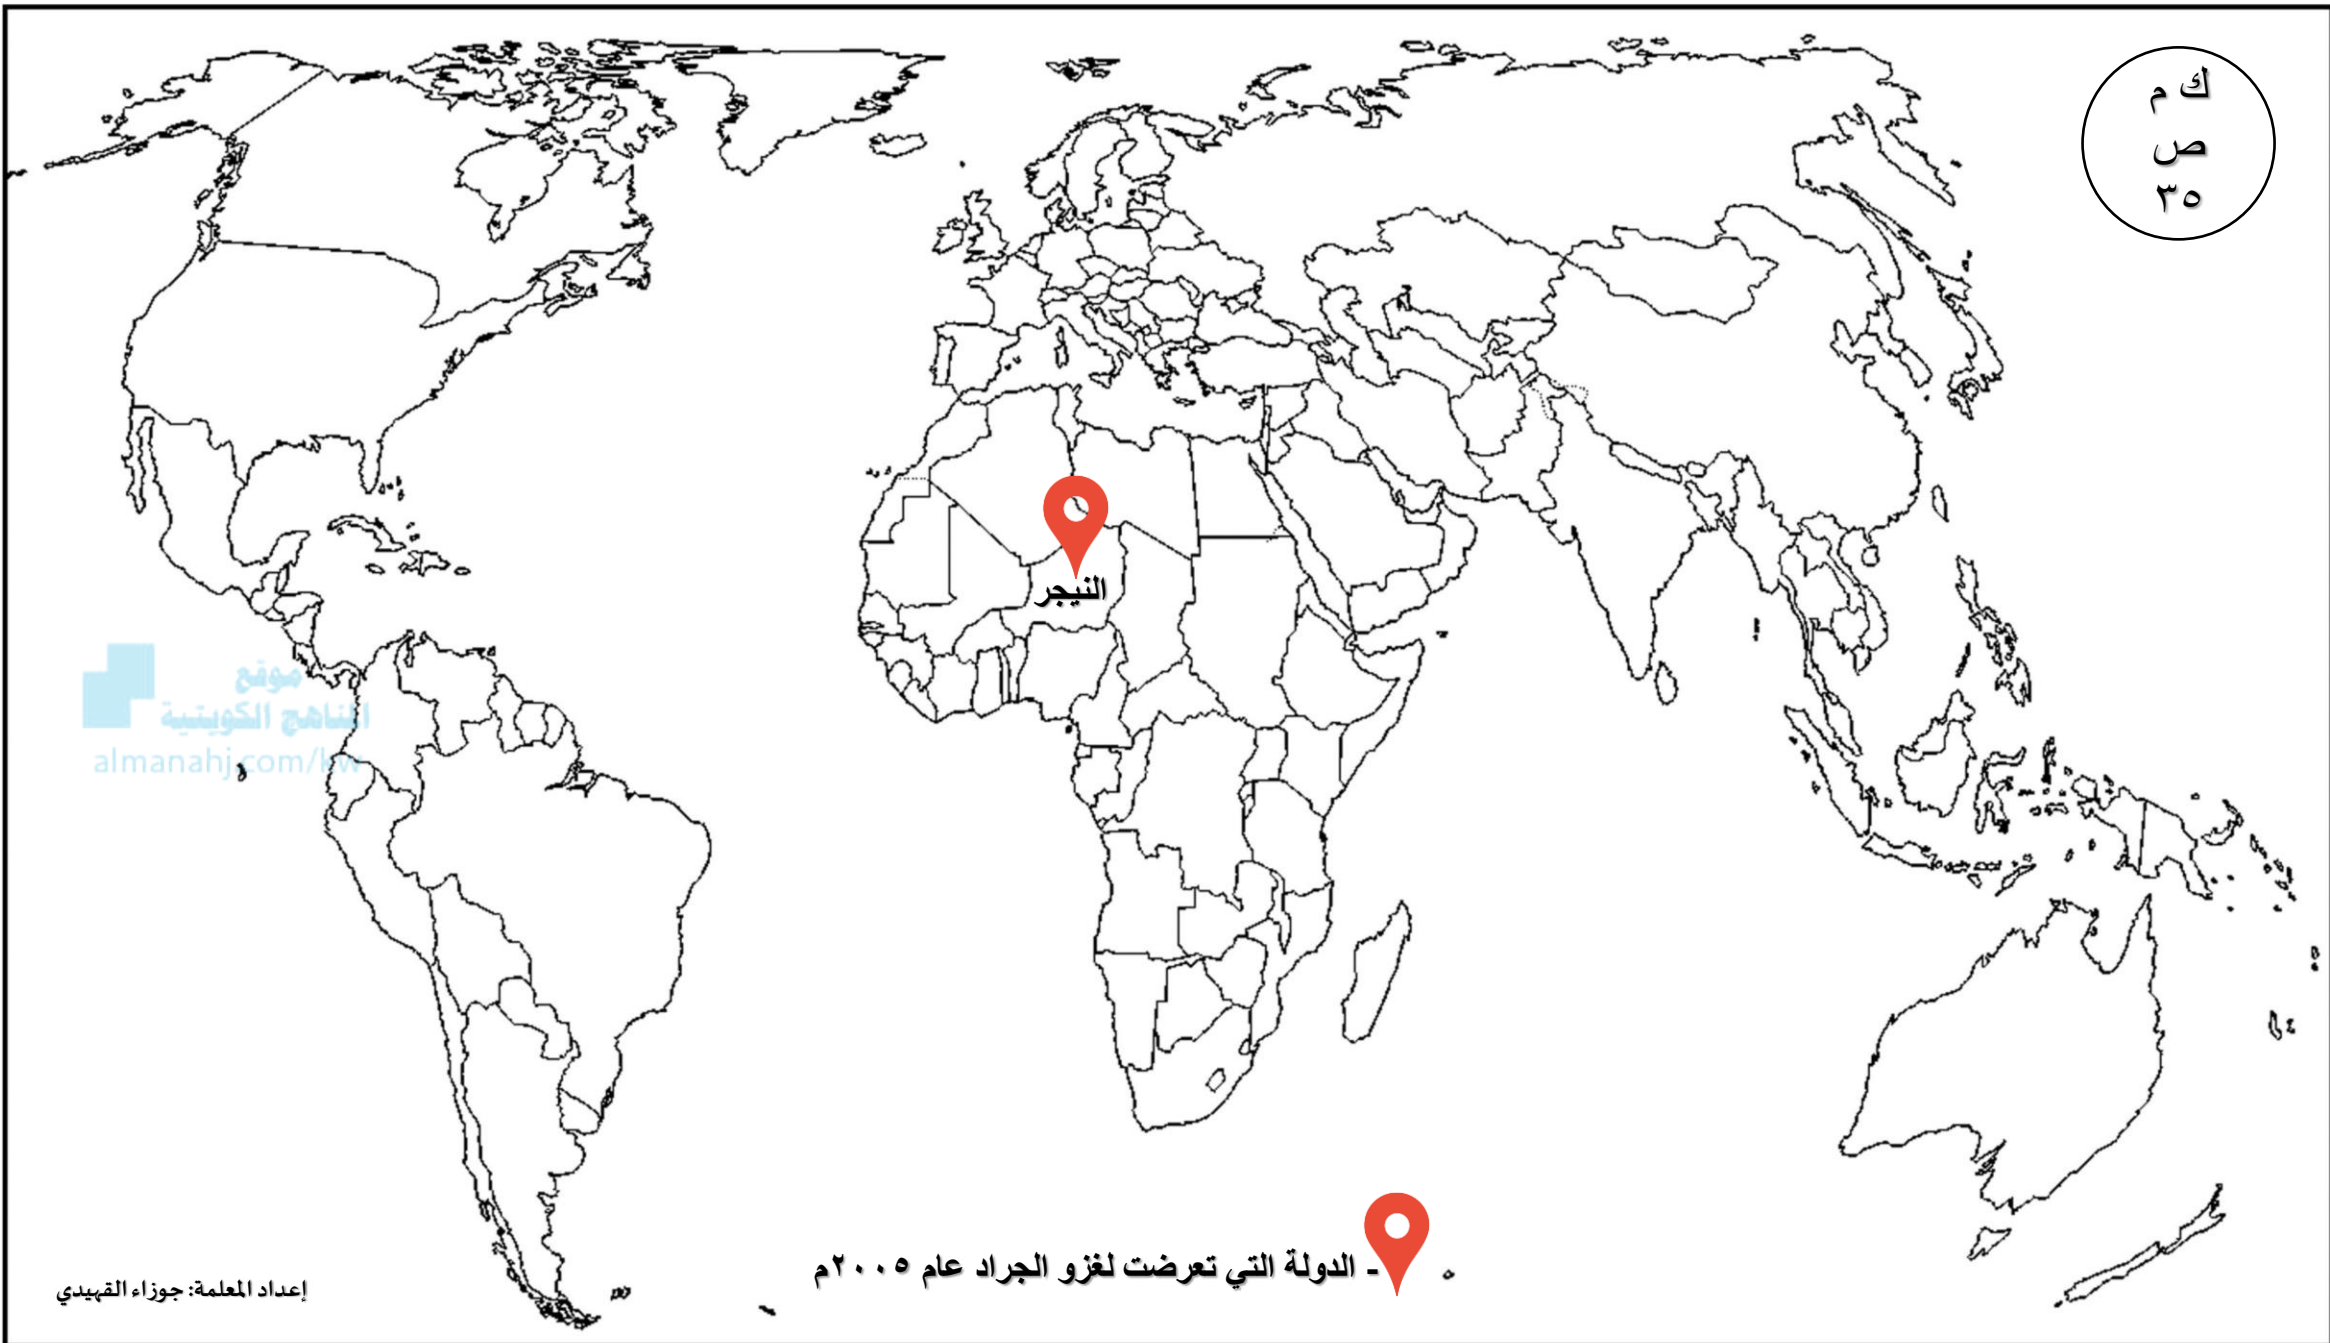 ك م
ص
٣٥
النيجر
موقع
المناهج الكويتية
almanahj.com/kw
- الدولة التي تعرضت لغزو الجراد عام ٢٠٠٥م
إعداد المعلمة: جوزاء القهيدي